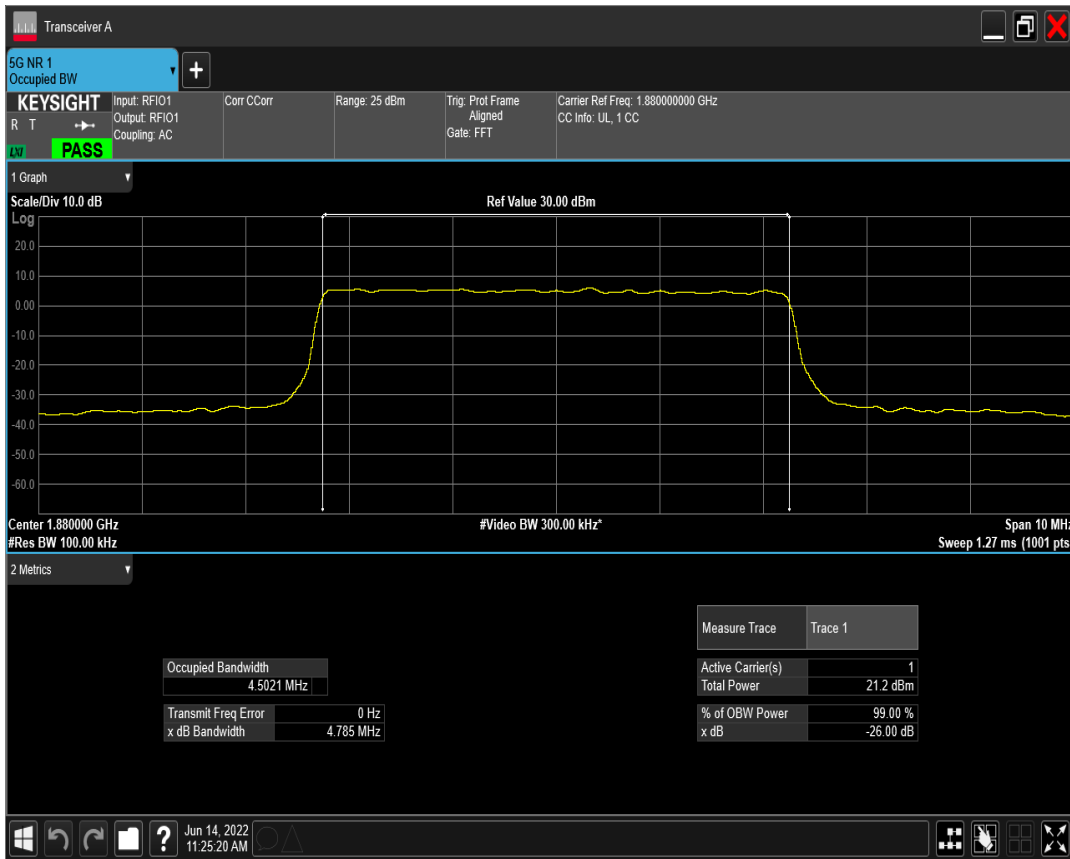 Transceiver A
5G NR 1
Occupied BW
KEYSIGHT
R T
LXI
PASS
Input: RFIO1
Output: RFIO1
Coupling: AC
Corr CCorr
Range: 25 dBm
Trig: Prot Frame
Aligned
Gate: FFT
Carrier Ref Freq: 1.880000000 GHz
CC Info: UL, 1 CC
1 Graph
Scale/Div 10.0 dB
Ref Value 30.00 dBm
Log
20.0
10.0
0.00
-10.0
-20.0
-30.0
-40.0
-50.0
-60.0
Center 1.880000 GHz
#Video BW 300.00 kHz*
Span 10 MHz
#Res BW 100.00 kHz
Sweep 1.27 ms (1001 pts
2 Metrics
Measure Trace Trace 1
Occupied Bandwidth
4.5021 MHz
Active Carrier(s) 1
Total Power 21.2 dBm
Transmit Freq Error 0 Hz
x dB Bandwidth 4.785 MHz
% of OBW Power 99.00 %
x dB -26.00 dB
?
Jun 14, 2022
11:25:20 AM